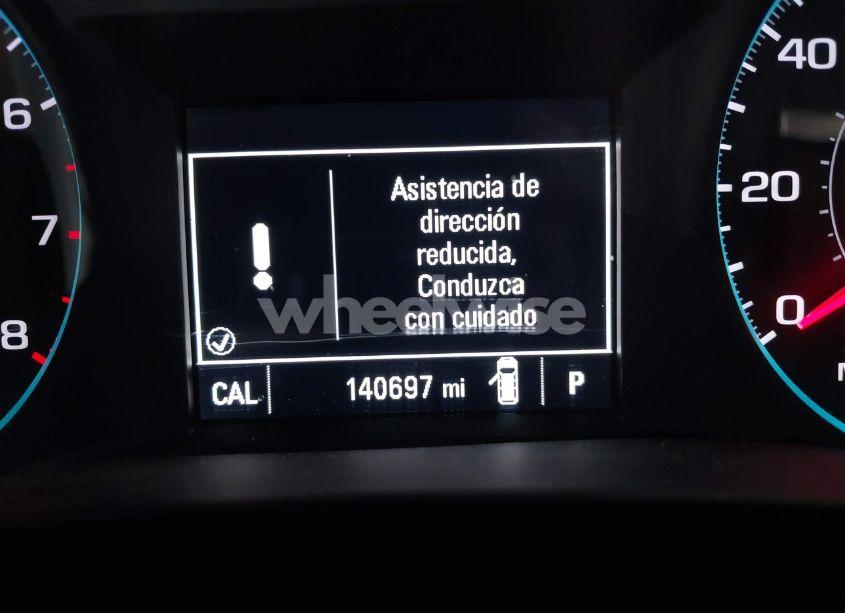 6
7
8
Asistencia de
dirección
reducida,
Conduzca
con cuidado
wheelwise
CAL 140697 mi P
40
20
0
M